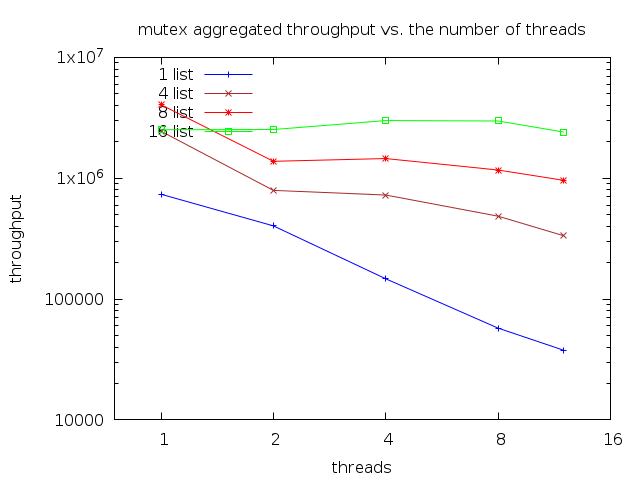 mutex aggregated throughput vs. the number of threads
1x10^7
1x10^6
100000
10000
throughput
1 list
4 list
8 list
16 list
1 2 4 8 16
threads